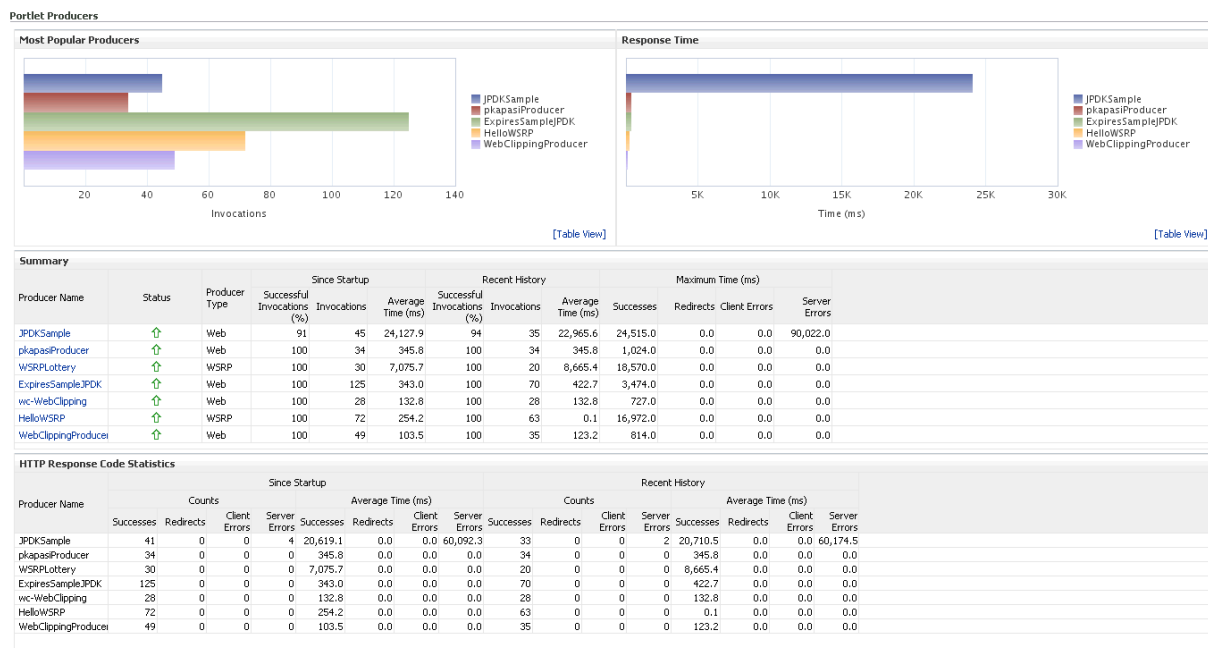 Portlet Producers
Most Popular Producers
JPDKSample
pkapasiProducer
ExpiresSampleJPDK
HelloWSRP
WebClippingProducer
20 40 60 80 100 120 140
Invocations
[Table View]
Response Time
JPDKSample
pkapasiProducer
ExpiresSampleJPDK
HelloWSRP
WebClippingProducer
5K 10K 15K 20K 25K 30K
Time (ms)
[Table View]
Summary
Since Startup Recent History Maximum Time (ms)
Producer Name Status Producer Type Successful Invocations (%) Invocations Average Time (ms) Successful Invocations (%) Invocations Average Time (ms) Successes Redirects Client Errors Server Errors
JPDKSample Web 91 45 24,127.9 94 35 22,965.6 24,515.0 0.0 0.0 90,022.0
pkapasiProducer Web 100 34 345.8 100 34 345.8 1,024.0 0.0 0.0 0.0
WSRPLottery WSRP 100 30 7,075.7 100 20 8,665.4 18,570.0 0.0 0.0 0.0
ExpiresSampleJPDK Web 100 125 343.0 100 70 422.7 3,474.0 0.0 0.0 0.0
wc-WebClipping Web 100 28 132.8 100 28 132.8 727.0 0.0 0.0 0.0
HelloWSRP WSRP 100 72 254.2 100 63 0.1 16,972.0 0.0 0.0 0.0
WebClippingProducer Web 100 49 103.5 100 35 123.2 814.0 0.0 0.0 0.0
HTTP Response Code Statistics
Since Startup Recent History
Producer Name Counts Average Time (ms) Counts Average Time (ms)
Successes Redirects Client Errors Server Errors Successes Redirects Client Errors Server Errors Successes Redirects Client Errors Server Errors Successes Redirects Client Errors Server Errors
JPDKSample 41 0 0 4 20,619.1 0.0 0.0 60,092.3 33 0 0 2 20,710.5 0.0 0.0 60,174.5
pkapasiProducer 34 0 0 0 345.8 0.0 0.0 0.0 34 0 0 0 345.8 0.0 0.0 0.0
WSRPLottery 30 0 0 0 7,075.7 0.0 0.0 0.0 20 0 0 0 8,665.4 0.0 0.0 0.0
ExpiresSampleJPDK 125 0 0 0 343.0 0.0 0.0 0.0 70 0 0 0 422.7 0.0 0.0 0.0
wc-WebClipping 28 0 0 0 132.8 0.0 0.0 0.0 28 0 0 0 132.8 0.0 0.0 0.0
HelloWSRP 72 0 0 0 254.2 0.0 0.0 0.0 63 0 0 0 0.1 0.0 0.0 0.0
WebClippingProducer 49 0 0 0 103.5 0.0 0.0 0.0 35 0 0 0 123.2 0.0 0.0 0.0